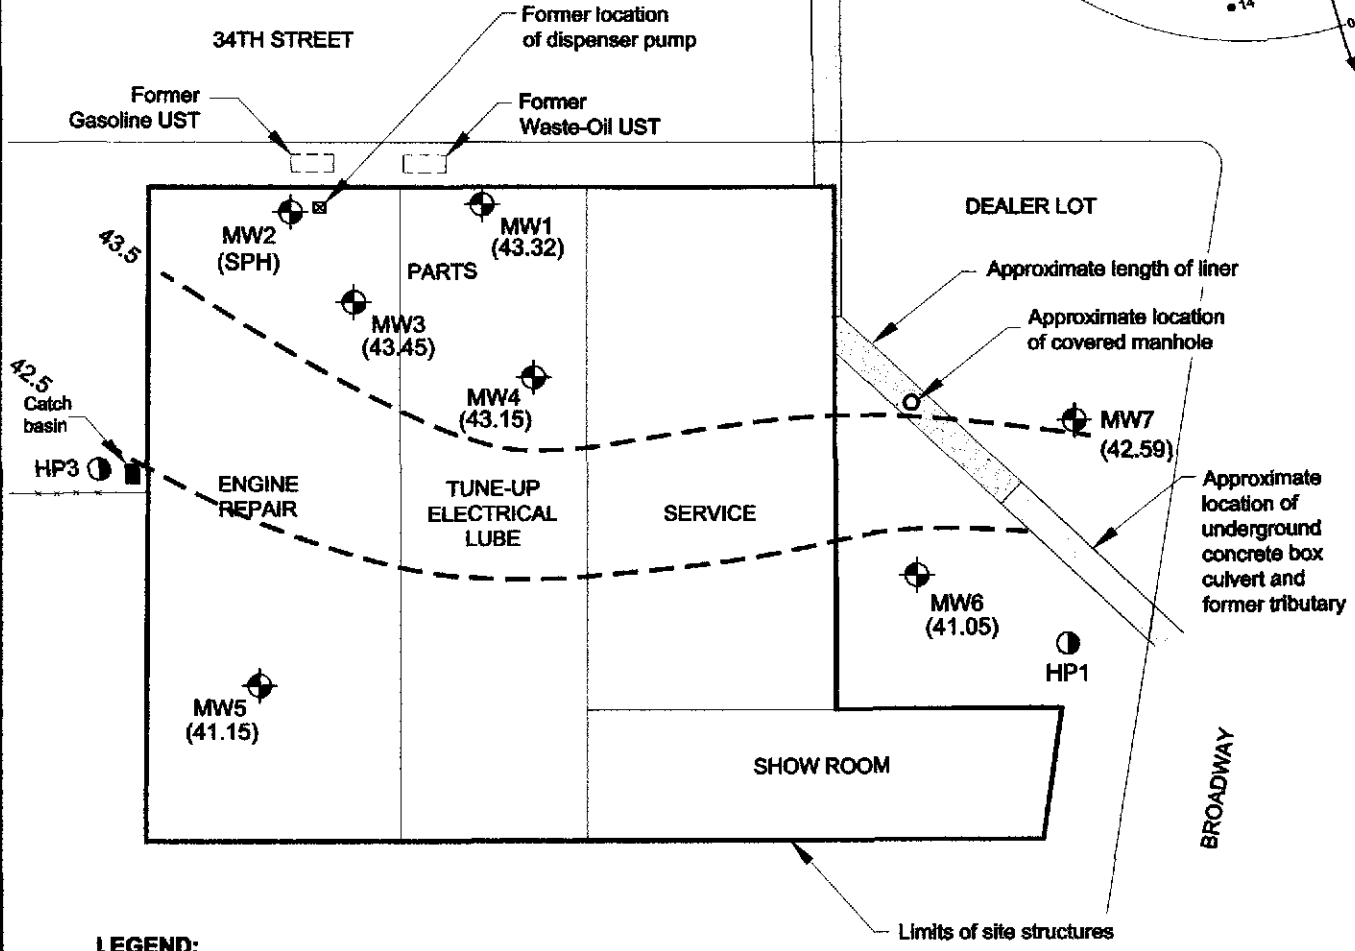 Former location
of dispenser pump
14
0
34TH STREET
Former
Gasoline UST
Former
Waste-Oil UST
DEALER LOT
MW2
(SPH)
MW1
(43.32)
43.5
PARTS
Approximate length of liner
MW3
(43.45)
Approximate location
of covered manhole
42.5
Catch
basin
MW4
(43.15)
MW7
(42.59)
HP3
ENGINE
REPAIR
TUNE-UP
ELECTRICAL
LUBE
SERVICE
Approximate
location of
underground
concrete box
culvert and
former tributary
MW6
(41.05)
HP1
MW5
(41.15)
SHOW ROOM
BROADWAY
Limits of site structures
LEGEND: